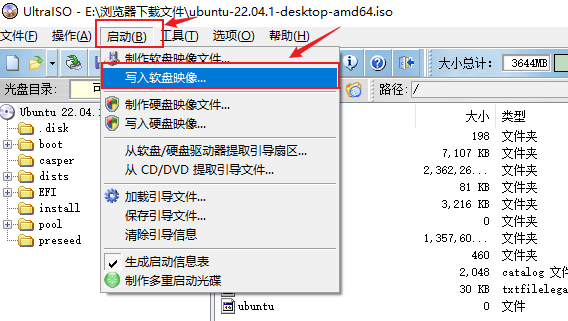 UltraISO - E:\浏览器下载文件\ubuntu-22.04.1-desktop-amd64.iso
文件(F) 操作(A) 启动(B) 工具(T) 选项(O) 帮助(H)
制作软盘映像文件...
写入软盘映像...
制作硬盘映像文件...
写入硬盘映像...
从软盘/硬盘驱动器提取引导扇区...
从 CD/DVD 提取引导文件...
加载引导文件...
保存引导文件...
清除引导信息
生成启动信息表
制作多重启动光碟
大小总计: 3644MB
光盘目录: 可
路径: /
Ubuntu 22.04.
.disk
boot
casper
dists
EFI
install
pool
preseed
大小 类型
198 文件夹
7,107 KB 文件夹
2,362,26... 文件夹
81 KB 文件夹
3,216 KB 文件夹
0 文件夹
1,357,60... 文件夹
460 文件夹
2,048 catalog 文件
30 KB txtfilelega
ubuntu 0 文件